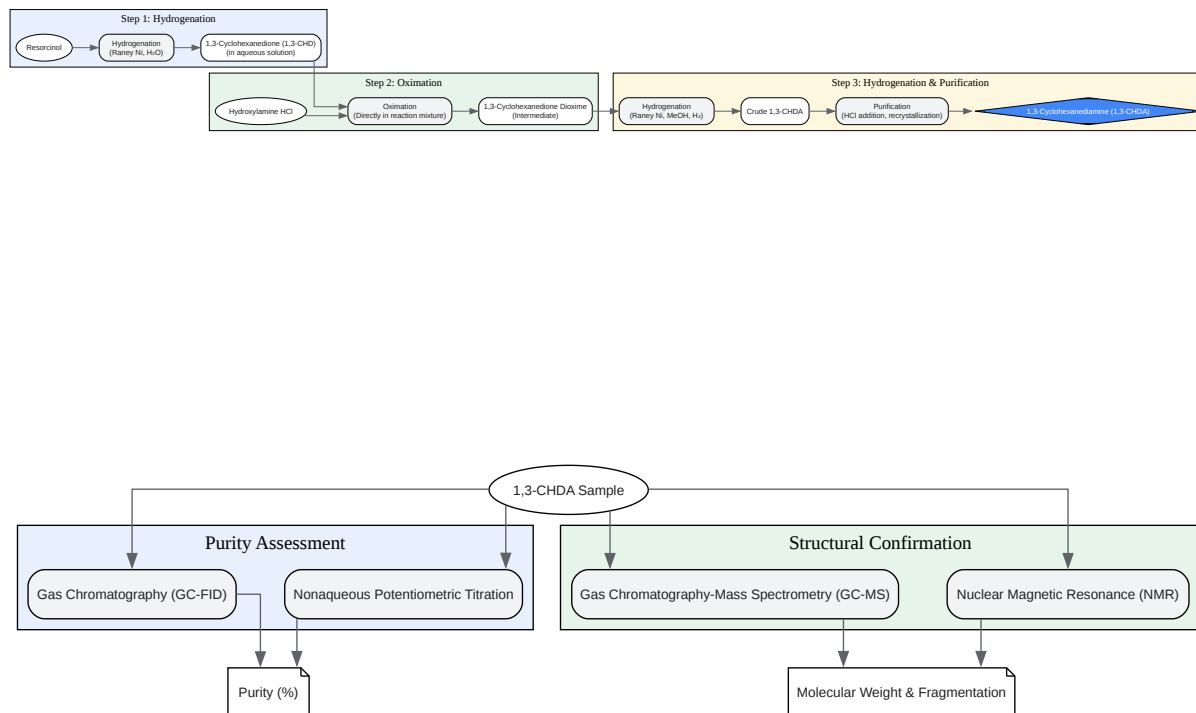 Step 1: Hydrogenation
Resorcinol
Hydrogenation
(Raney Ni, H₂O)
1,3-Cyclohexanedione (1,3-CHD)
(in aqueous solution)
Step 2: Oximation
Hydroxylamine HCl
Oximation
(Directly in reaction mixture)
1,3-Cyclohexanedione Dioxime
(Intermediate)
Step 3: Hydrogenation & Purification
Hydrogenation
(Raney Ni, MeOH, H₂)
Crude 1,3-CHDA
Purification
(HCl addition, recrystallization)
1,3-Cyclohexanediamine (1,3-CHDA)
1,3-CHDA Sample
Purity Assessment
Gas Chromatography (GC-FID)
Nonaqueous Potentiometric Titration
Purity (%)
Structural Confirmation
Gas Chromatography-Mass Spectrometry (GC-MS)
Nuclear Magnetic Resonance (NMR)
Molecular Weight & Fragmentation